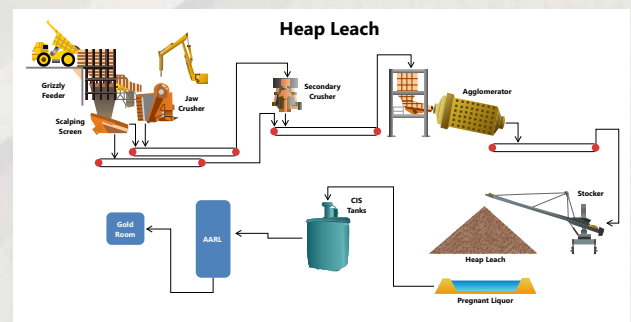 Heap Leach
Grizzly
Feeder
Jaw
Crusher
Scalping
Screen
Secondary
Crusher
Agglomerator
Stocker
Heap Leach
Pregnant Liquor
CIS
Tanks
AARL
Gold
Room